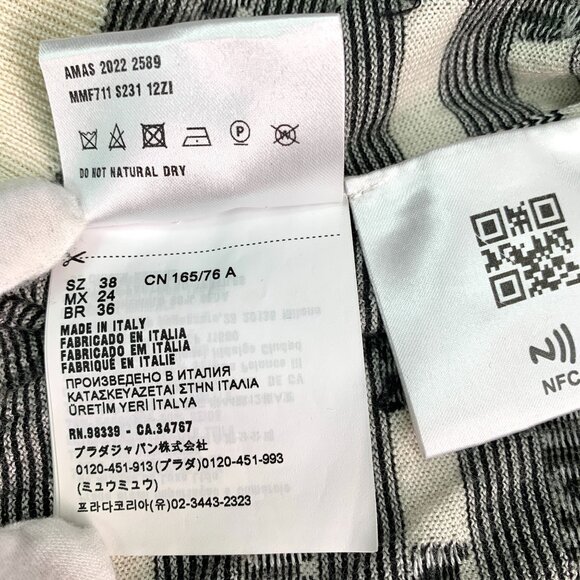 AMAS 2022 2589
MMF711 S231 12ZI
DO NOT NATURAL DRY
SZ 38 CN 165/76 A
MX 24
BR 36
MADE IN ITALY
FABBRICATO IN ITALIA
FABRICADO EN ITALIA
FABRICADO EM ITÁLIA
FABRIQUÉ EN ITALIE
ПРОИЗВЕДЕНО В ИТАЛИЯ
ΚΑΤΑΣΚΕΥΑΖΕΤΑΙ ΣΤΗΝ ΙΤΑΛΙΑ
ÜRETİM YERİ İTALYA
RN.98339 - CA.34767
プラダジャパン株式会社
0120-451-913 (プラダ) 0120-451-993
(ミュウミュウ)
프라다코리아(유)02-3443-2323
NFC